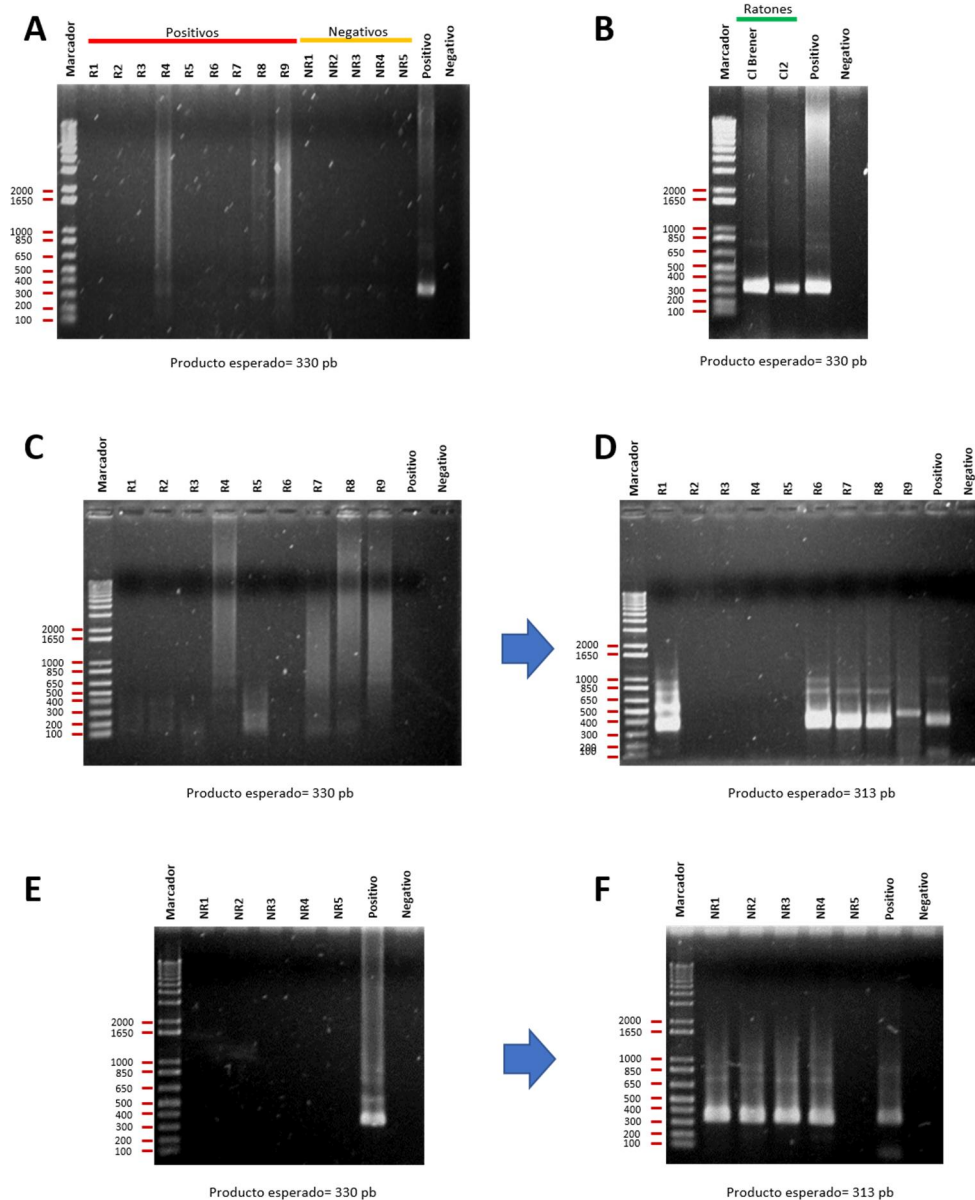 A
Positivos
Negativos
Marcador
R1
R2
R3
R4
R5
R6
R7
R8
R9
NR1
NR2
NR3
NR4
NR5
Positivo
Negativo
2000
1650
1000
850
650
500
400
300
200
100
Producto esperado= 330 pb
B
Ratones
Marcador
Cl Brener
CI2
Positivo
Negativo
2000
1650
1000
850
650
500
400
300
200
100
Producto esperado= 330 pb
C
Marcador
R1
R2
R3
R4
R5
R6
R7
R8
R9
Positivo
Negativo
2000
1650
1000
850
650
500
400
300
200
100
Producto esperado= 330 pb
D
Marcador
R1
R2
R3
R4
R5
R6
R7
R8
R9
Positivo
Negativo
2000
1650
1000
850
650
500
400
300
200
100
Producto esperado= 313 pb
E
Marcador
NR1
NR2
NR3
NR4
NR5
Positivo
Negativo
2000
1650
1000
850
650
500
400
300
200
100
Producto esperado= 330 pb
F
Marcador
NR1
NR2
NR3
NR4
NR5
Positivo
Negativo
2000
1650
1000
850
650
500
400
300
200
100
Producto esperado= 313 pb